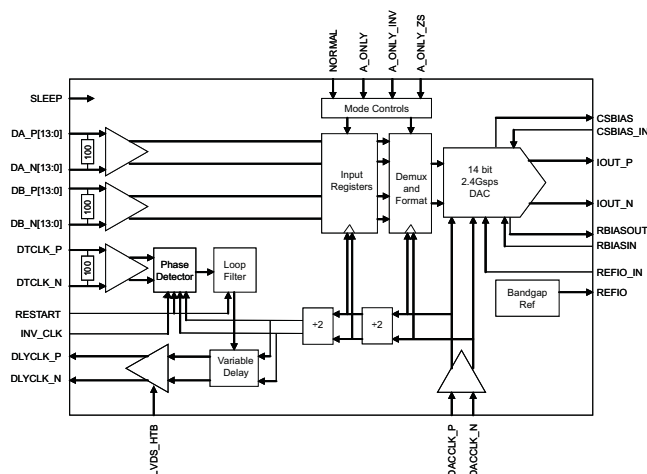 NORMAL
A_ONLY
A_ONLY_INV
A_ONLY_ZS
SLEEP
Mode Controls
CSBIAS
CSBIAS_IN
DA_P[13:0]
100
DA_N[13:0]
DB_P[13:0]
100
DB_N[13:0]
Input
Registers
Demux
and
Format
14 bit
2.4Gsps
DAC
IOUT_P
IOUT_N
RBIASOUT
RBIASIN
REFIO_IN
DTCLK_P
100
DTCLK_N
Phase
Detector
Loop
Filter
Bandgap
Ref
REFIO
RESTART
INV_CLK
÷2
÷2
DLYCLK_P
DLYCLK_N
Variable
Delay
LVDS_HTB
DACCLK_P
DACCLK_N